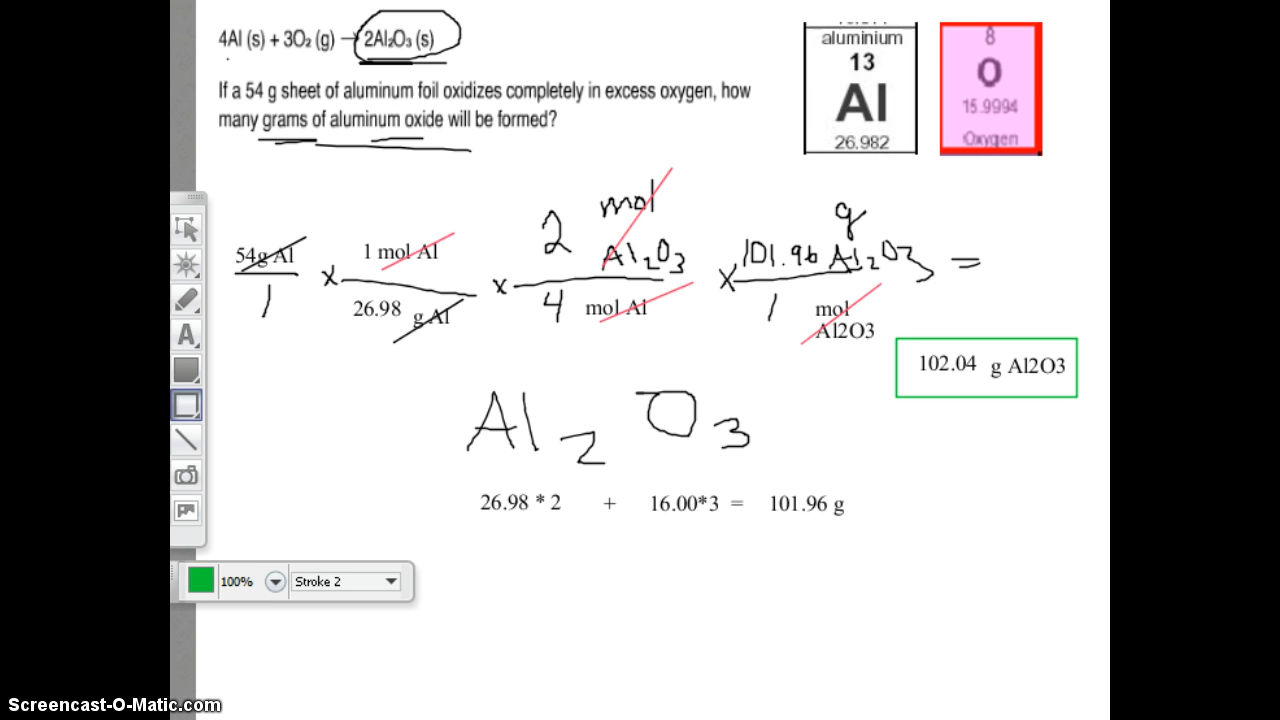 4Al (s) + 3O₂ (g) → 2Al₂O₃ (s)
If a 54 g sheet of aluminum foil oxidizes completely in excess oxygen, how
many grams of aluminum oxide will be formed?
aluminium
13
Al
26.982
8
O
15.9994
Oxygen
54g Al / 1 x 1 mol Al / 26.98 g Al x 2 mol Al₂O₃ / 4 mol Al x 101.96 g Al₂O₃ / 1 mol Al2O3 =
102.04 g Al2O3
Al₂O₃
26.98 * 2 + 16.00*3 = 101.96 g
A
100% Stroke 2
Screencast-O-Matic.com